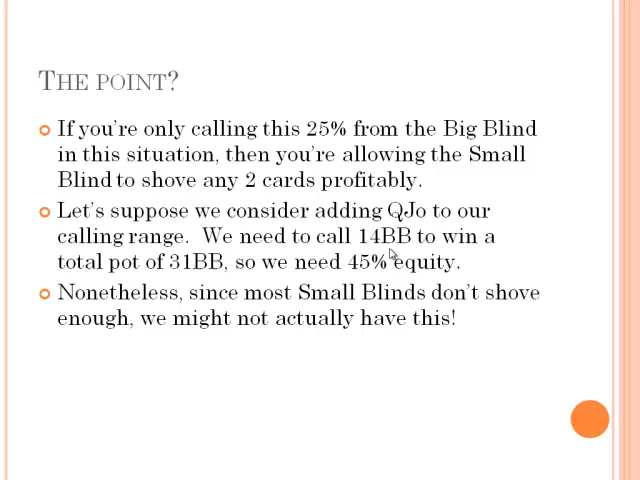 THE POINT?
If you're only calling this 25% from the Big Blind
in this situation, then you're allowing the Small
Blind to shove any 2 cards profitably.
Let's suppose we consider adding QJo to our
calling range.  We need to call 14BB to win a
total pot of 31BB, so we need 45% equity.
Nonetheless, since most Small Blinds don't shove
enough, we might not actually have this!